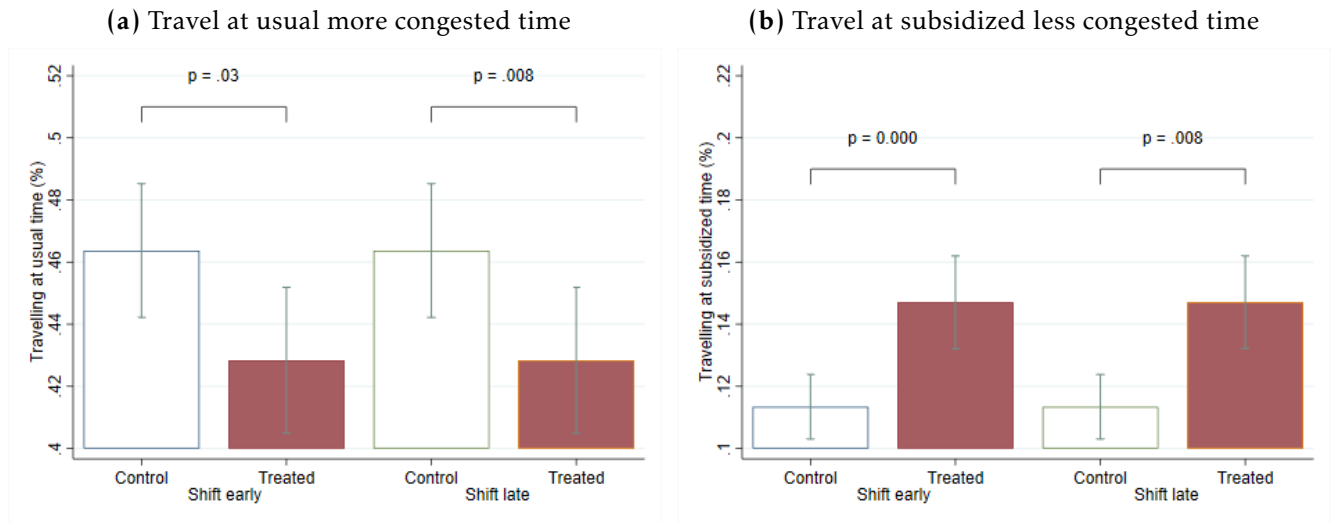 (a) Travel at usual more congested time
Travelling at usual time (%)
.52
.5
.48
.46
.44
.42
.4
p = .03
p = .008
Control
Treated
Control
Treated
Shift early
Shift late
(b) Travel at subsidized less congested time
Travelling at subsidized time (%)
.22
.2
.18
.16
.14
.12
.1
p = 0.000
p = .008
Control
Treated
Control
Treated
Shift early
Shift late